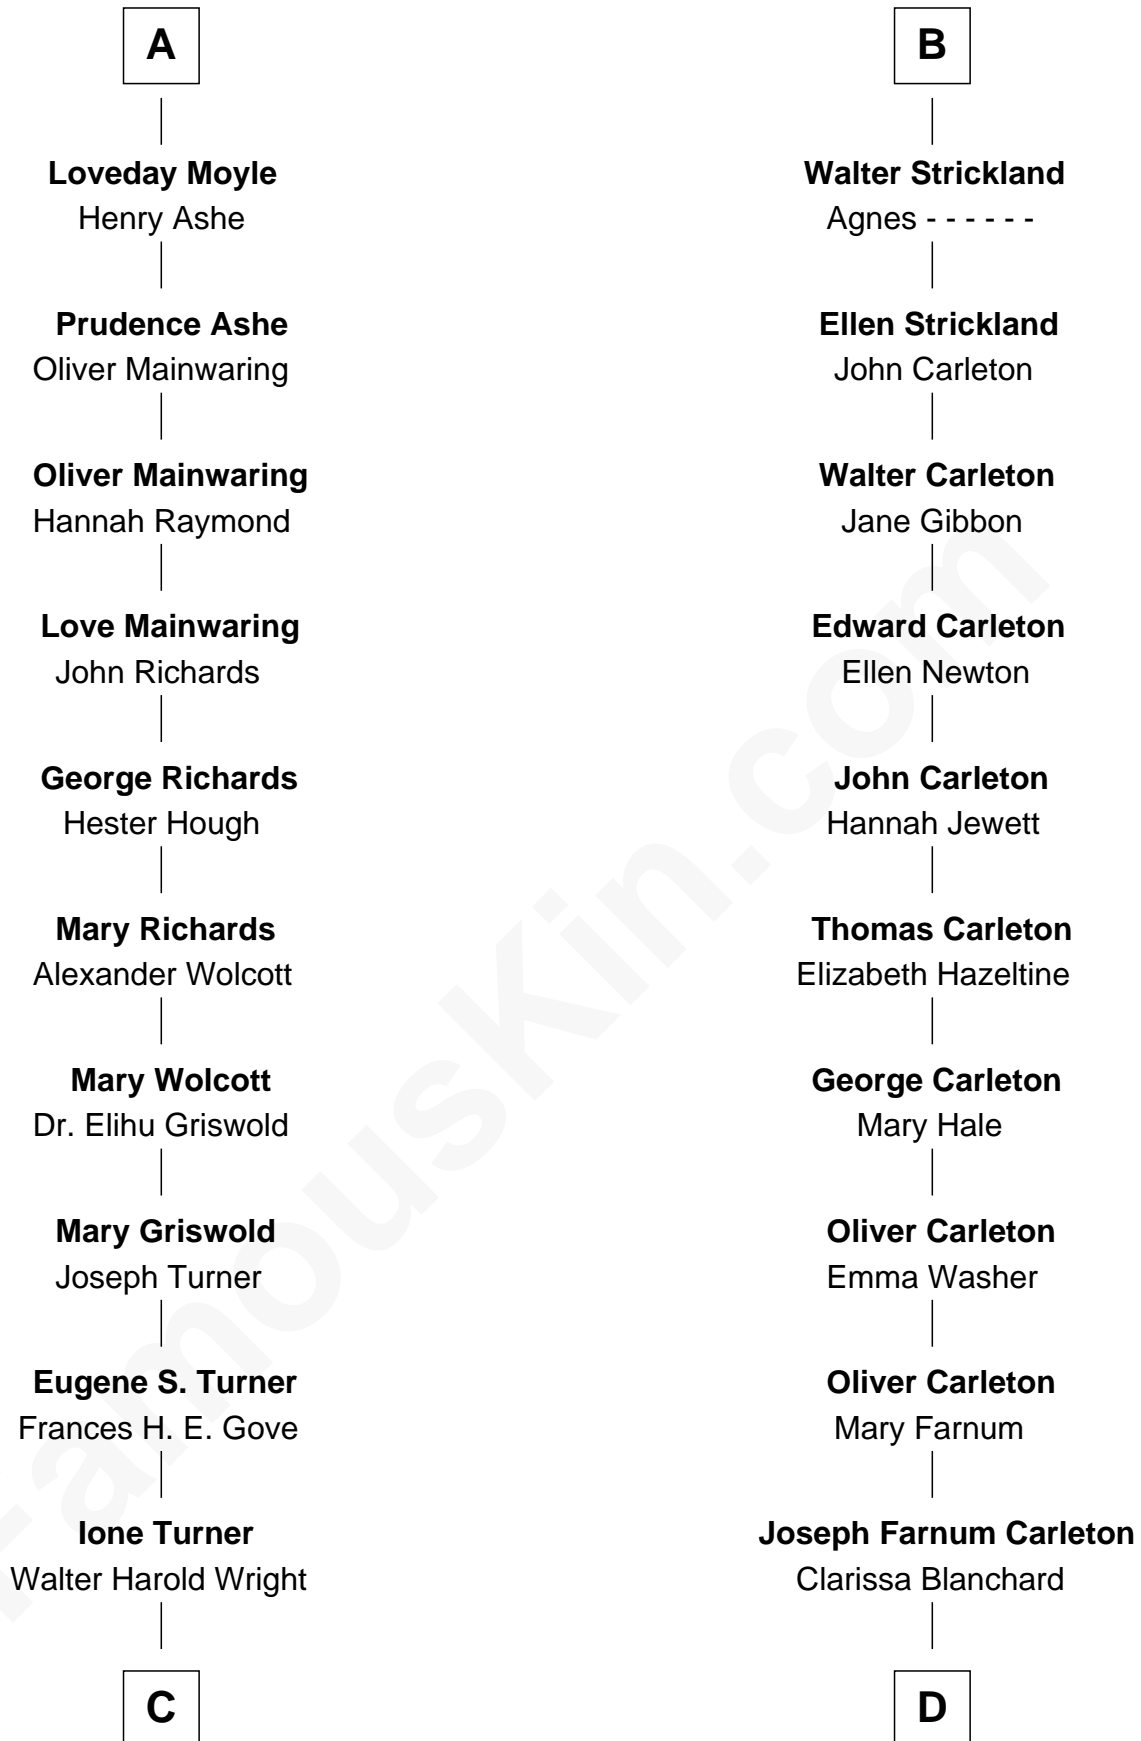 A
Loveday Moyle
Henry Ashe
Prudence Ashe
Oliver Mainwaring
Oliver Mainwaring
Hannah Raymond
Love Mainwaring
John Richards
George Richards
Hester Hough
Mary Richards
Alexander Wolcott
Mary Wolcott
Dr. Elihu Griswold
Mary Griswold
Joseph Turner
Eugene S. Turner
Frances H. E. Gove
Ione Turner
Walter Harold Wright
C
B
Walter Strickland
Agnes - - - - - -
Ellen Strickland
John Carleton
Walter Carleton
Jane Gibbon
Edward Carleton
Ellen Newton
John Carleton
Hannah Jewett
Thomas Carleton
Elizabeth Hazeltine
George Carleton
Mary Hale
Oliver Carleton
Emma Washer
Oliver Carleton
Mary Farnum
Joseph Farnum Carleton
Clarissa Blanchard
D
FamousKin.com